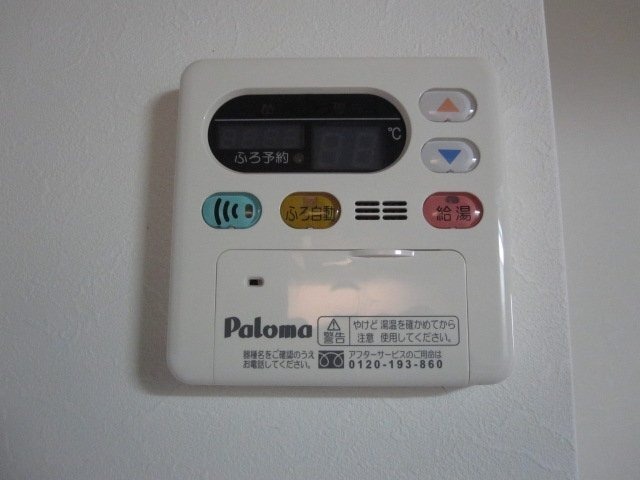 ℃
ふろ予約
ふろ自動
給湯
Paloma
警告
やけど 湯温を確かめてから
注意 使用してください。
器種名をご確認のうえ
お電話してください。
アフターサービスのご用命は
0120-193-860